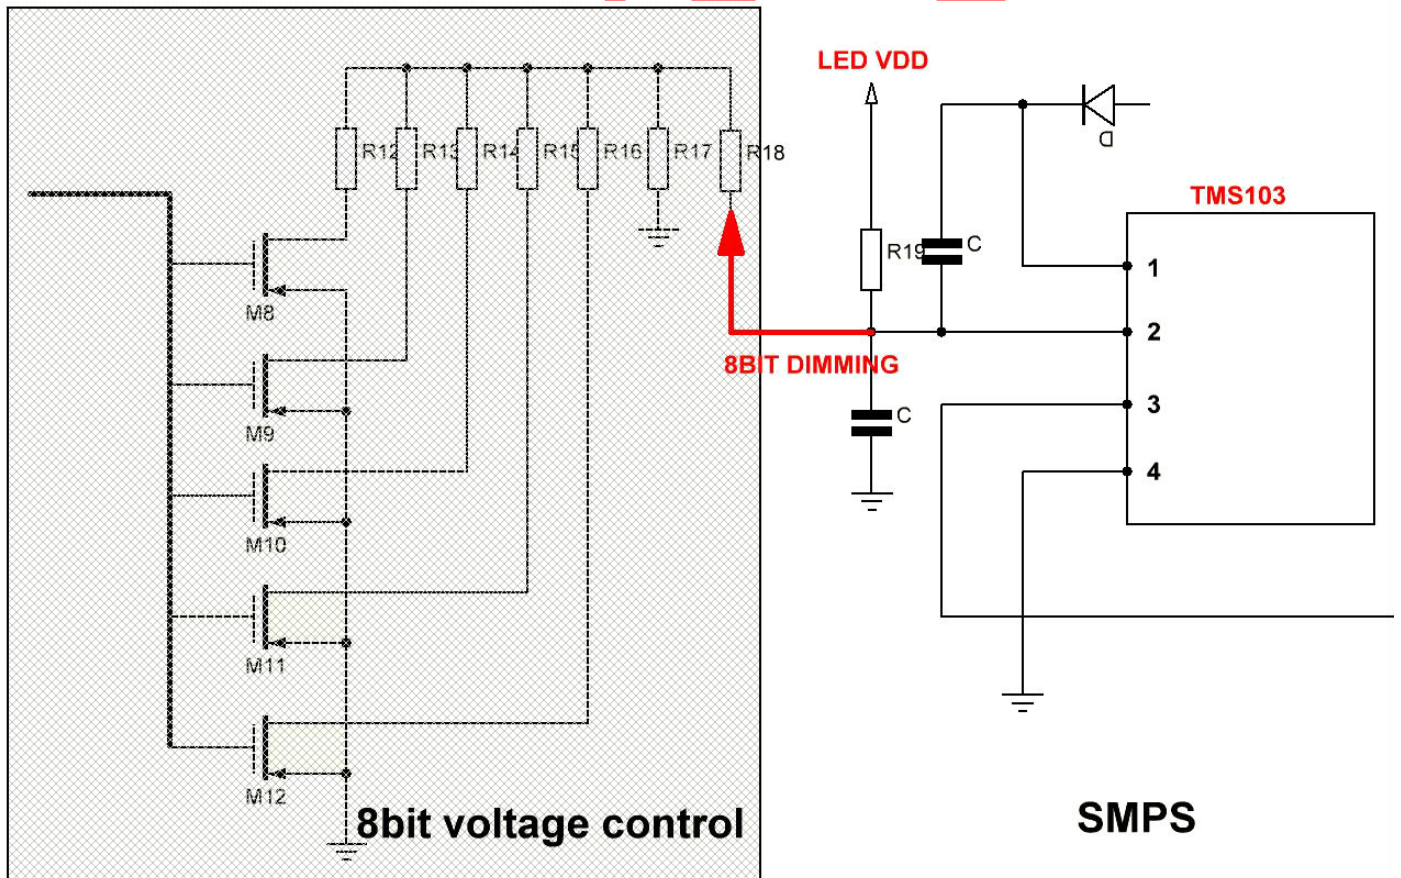 LED VDD
D
R12
R13
R14
R15
R16
R17
R18
TMS103
R19
C
1
M8
2
8BIT DIMMING
3
C
M9
4
M10
M11
M12
8bit voltage control
SMPS